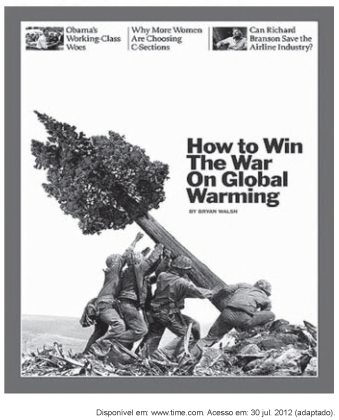 Obama's
Working-Class
Woes
Why More Women
Are Choosing
C-Sections
Can Richard
Branson Save the
Airline Industry?
How to Win
The War
On Global
Warming
BY BRYAN WALSH
Disponível em: www.time.com. Acesso em: 30 jul. 2012 (adaptado).